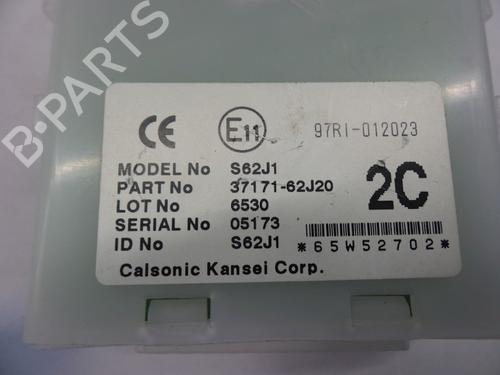 CE E11 97RI-012023
MODEL No S62J1
PART No 37171-62J20
LOT No 6530
SERIAL No 05173
ID No S62J1
2C
*65W52702*
Calsonic Kansei Corp.
B-PARTS